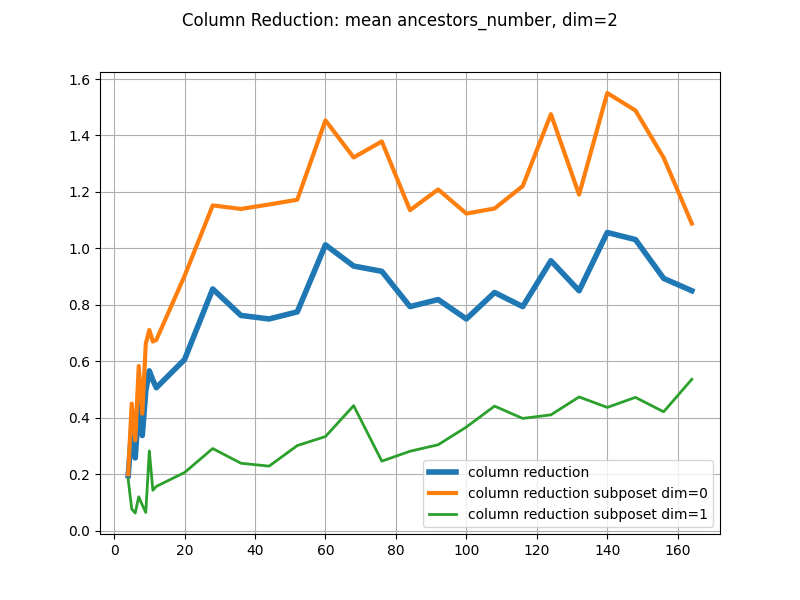 Column Reduction: mean ancestors_number, dim=2
1.6
1.4
1.2
1.0
0.8
0.6
0.4
0.2
0.0
column reduction
column reduction subposet dim=0
column reduction subposet dim=1
0 20 40 60 80 100 120 140 160